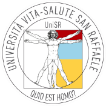 UNIVERSITÀ VITA-SALUTE SAN RAFFAELE
UniSR
QUID EST HOMO?